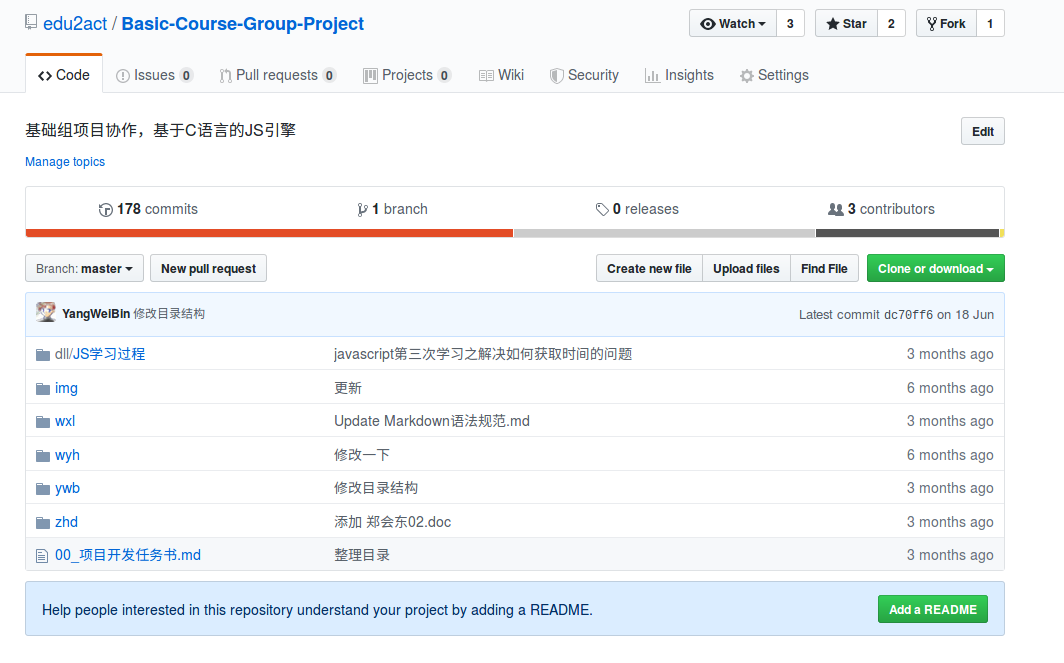 edu2act / Basic-Course-Group-Project Watch 3 Star 2 Fork 1
Code Issues 0 Pull requests 0 Projects 0 Wiki Security Insights Settings
基础组项目协作，基于C语言的JS引擎 Edit
Manage topics
178 commits 1 branch 0 releases 3 contributors
Branch: master New pull request Create new file Upload files Find File Clone or download
YangWeiBin 修改目录结构 Latest commit dc70ff6 on 18 Jun
dll/JS学习过程 javascript第三次学习之解决如何获取时间的问题 3 months ago
img 更新 6 months ago
wxl Update Markdown语法规范.md 3 months ago
wyh 修改一下 6 months ago
ywb 修改目录结构 3 months ago
zhd 添加 郑会东02.doc 3 months ago
00_项目开发任务书.md 整理目录 3 months ago
Help people interested in this repository understand your project by adding a README. Add a README